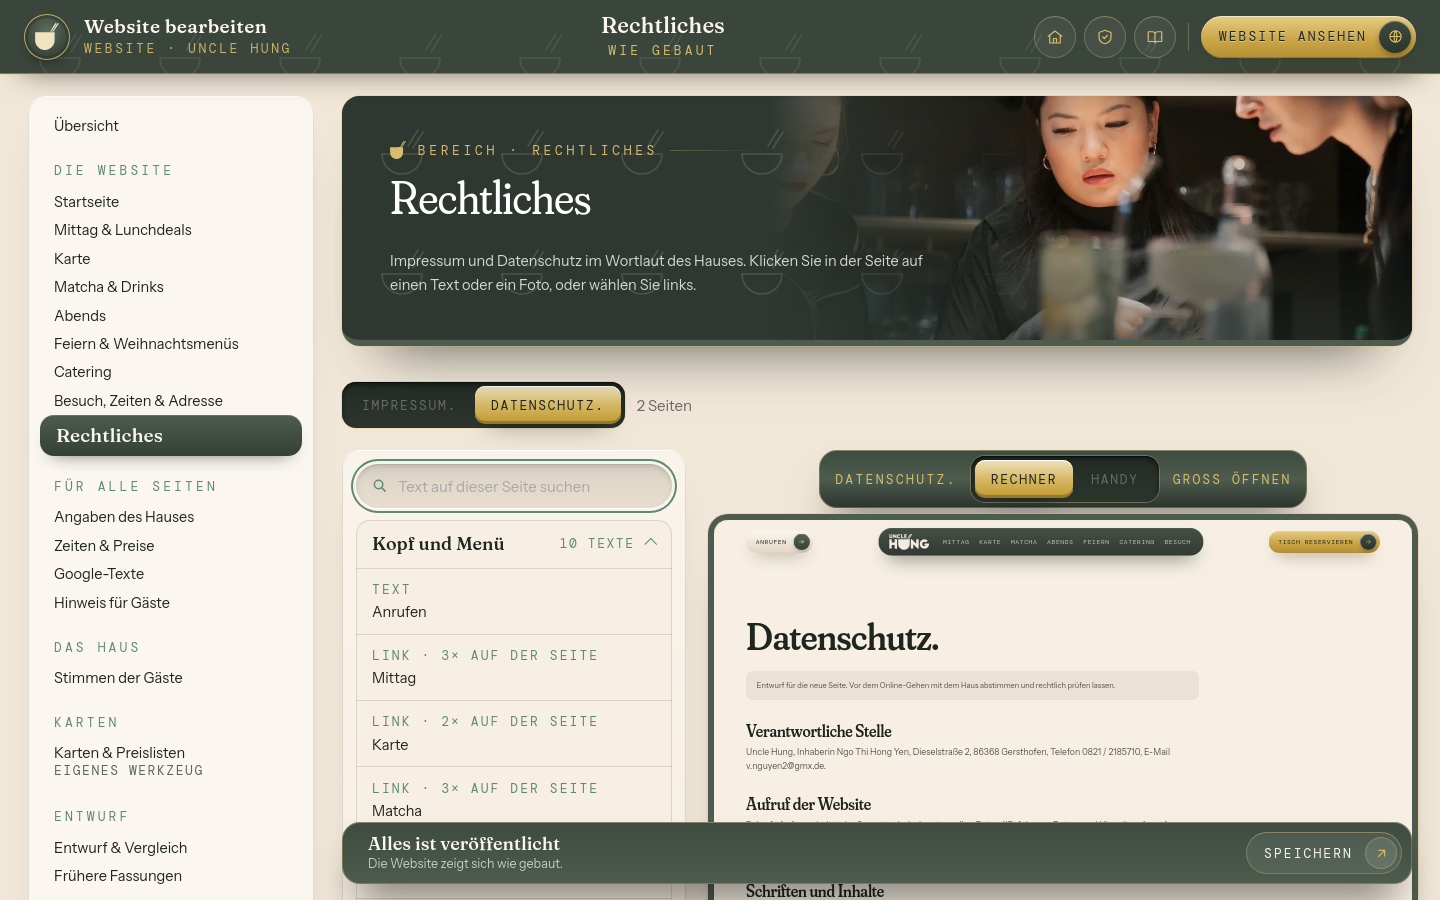 Website bearbeiten
WEBSITE · UNCLE HUNG
Rechtliches
WIE GEBAUT
WEBSITE ANSEHEN
Übersicht
DIE WEBSITE
Startseite
Mittag & Lunchdeals
Karte
Matcha & Drinks
Abends
Feiern & Weihnachtsmenüs
Catering
Besuch, Zeiten & Adresse
Rechtliches
FÜR ALLE SEITEN
Angaben des Hauses
Zeiten & Preise
Google-Texte
Hinweis für Gäste
DAS HAUS
Stimmen der Gäste
KARTEN
Karten & Preislisten
EIGENES WERKZEUG
ENTWURF
Entwurf & Vergleich
Frühere Fassungen
BEREICH · RECHTLICHES
Rechtliches
Impressum und Datenschutz im Wortlaut des Hauses. Klicken Sie in der Seite auf
einen Text oder ein Foto, oder wählen Sie links.
IMPRESSUM.
DATENSCHUTZ.
2 Seiten
Text auf dieser Seite suchen
Kopf und Menü
10 TEXTE
TEXT
Anrufen
LINK · 3× AUF DER SEITE
Mittag
LINK · 2× AUF DER SEITE
Karte
LINK · 3× AUF DER SEITE
Matcha
DATENSCHUTZ.
RECHNER
HANDY
GROSS ÖFFNEN
ANRUFEN
UNCLE HUNG
MITTAG KARTE MATCHA ABENDS FEIERN CATERING BESUCH
TISCH RESERVIEREN
Datenschutz.
Entwurf für die neue Seite. Vor dem Online-Gehen mit dem Haus abstimmen und rechtlich prüfen lassen.
Verantwortliche Stelle
Uncle Hung, Inhaberin Ngo Thi Hong Yen, Dieselstraße 2, 86368 Gersthofen, Telefon 0821 / 2185710, E-Mail
v.nguyen2@gmx.de.
Aufruf der Website
Schriften und Inhalte
Alles ist veröffentlicht
Die Website zeigt sich wie gebaut.
SPEICHERN